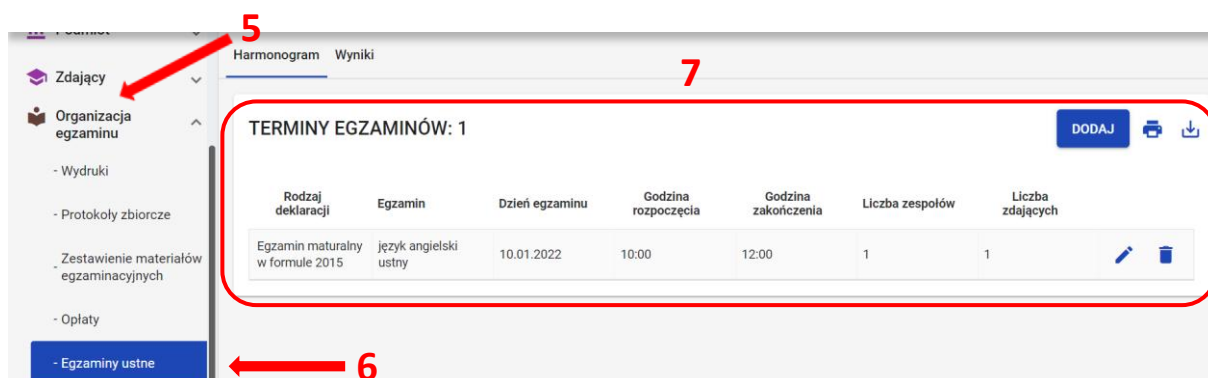 Podmiot
5
Harmonogram Wyniki
Zdający
7
Organizacja
egzaminu
TERMINY EGZAMINÓW: 1
DODAJ
- Wydruki
Rodzaj
deklaracji
Egzamin
Dzień egzaminu
Godzina
rozpoczęcia
Godzina
zakończenia
Liczba zespołów
Liczba
zdających
- Protokoły zbiorcze
Egzamin maturalny
w formule 2015
język angielski
ustny
10.01.2022
10:00
12:00
1
1
- Zestawienie materiałów
egzaminacyjnych
- Opłaty
- Egzaminy ustne
6